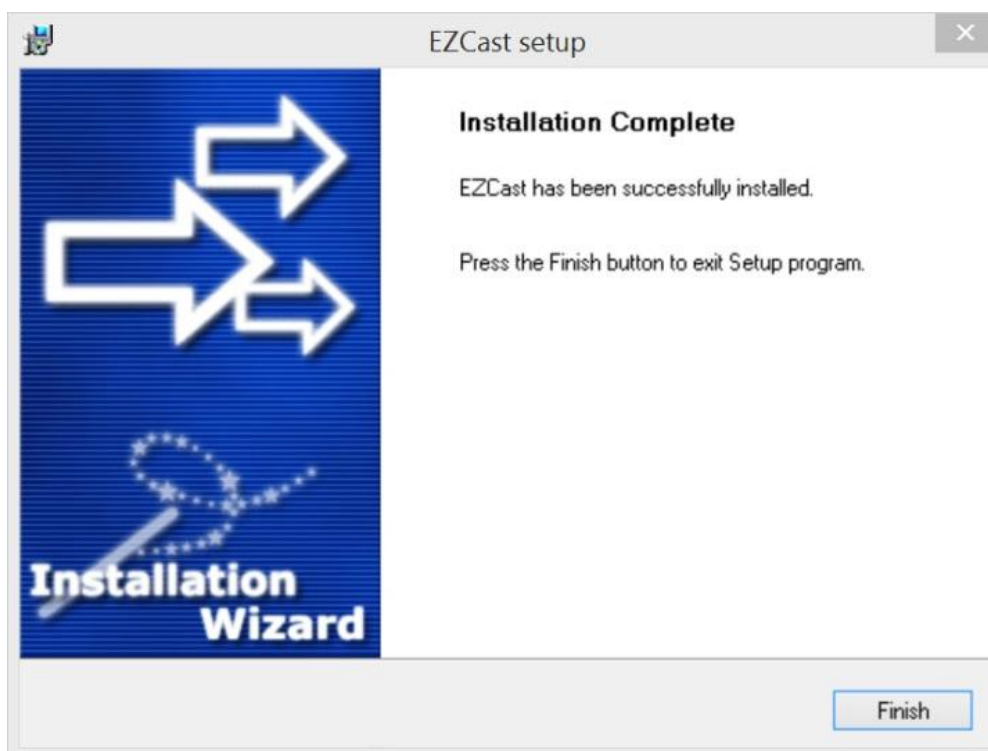 EZCast setup
Installation Complete
EZCast has been successfully installed.
Press the Finish button to exit Setup program.
Installation
Wizard
Finish